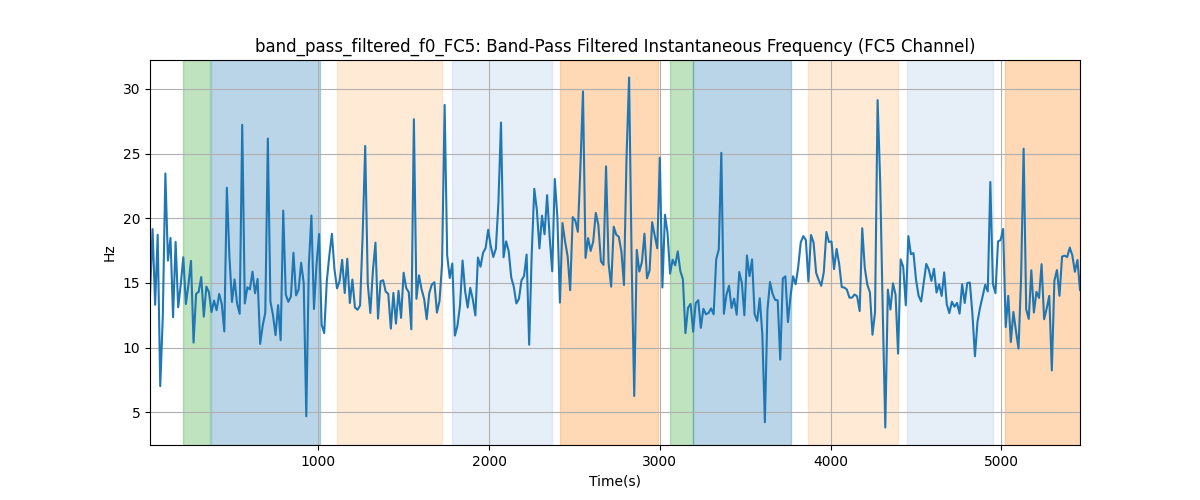 band_pass_filtered_f0_FC5: Band-Pass Filtered Instantaneous Frequency (FC5 Channel)
30
25
20
15
10
5
Hz
1000 2000 3000 4000 5000
Time(s)